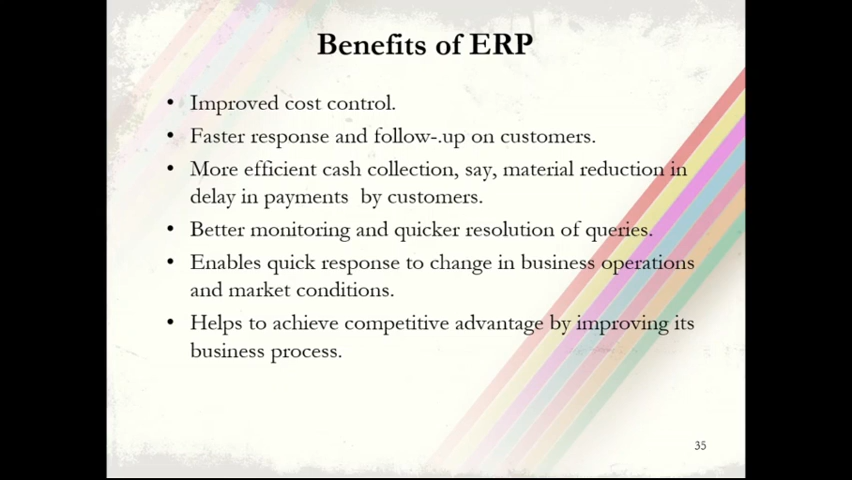 Benefits of ERP
• Improved cost control.
• Faster response and follow-.up on customers.
• More efficient cash collection, say, material reduction in
delay in payments  by customers.
• Better monitoring and quicker resolution of queries.
• Enables quick response to change in business operations
and market conditions.
• Helps to achieve competitive advantage by improving its
business process.
35